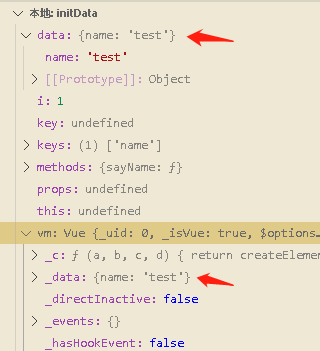 本地: initData
data: {name: 'test'}
name: 'test'
[[Prototype]]: Object
i: 1
key: undefined
keys: (1) ['name']
methods: {sayName: ƒ}
props: undefined
this: undefined
vm: Vue {_uid: 0, _isVue: true, $options
_c: ƒ (a, b, c, d) { return createElem
_data: {name: 'test'}
_directInactive: false
_events: {}
_hasHookEvent: false